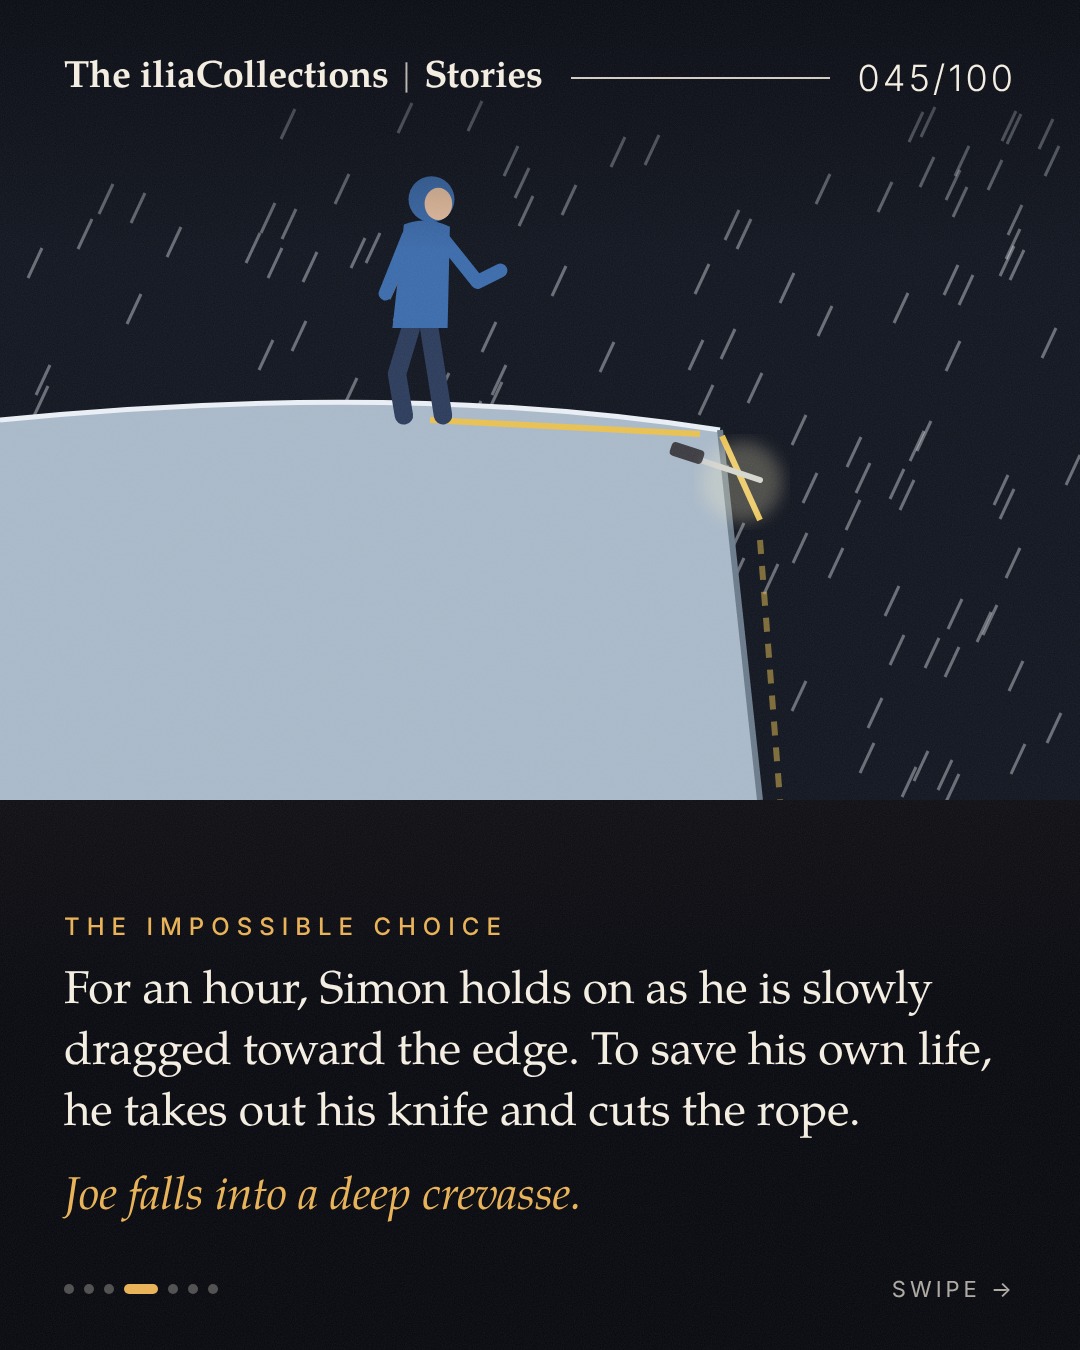 The iliaCollections | Stories 045/100
THE IMPOSSIBLE CHOICE
For an hour, Simon holds on as he is slowly
dragged toward the edge. To save his own life,
he takes out his knife and cuts the rope.
Joe falls into a deep crevasse.
SWIPE →